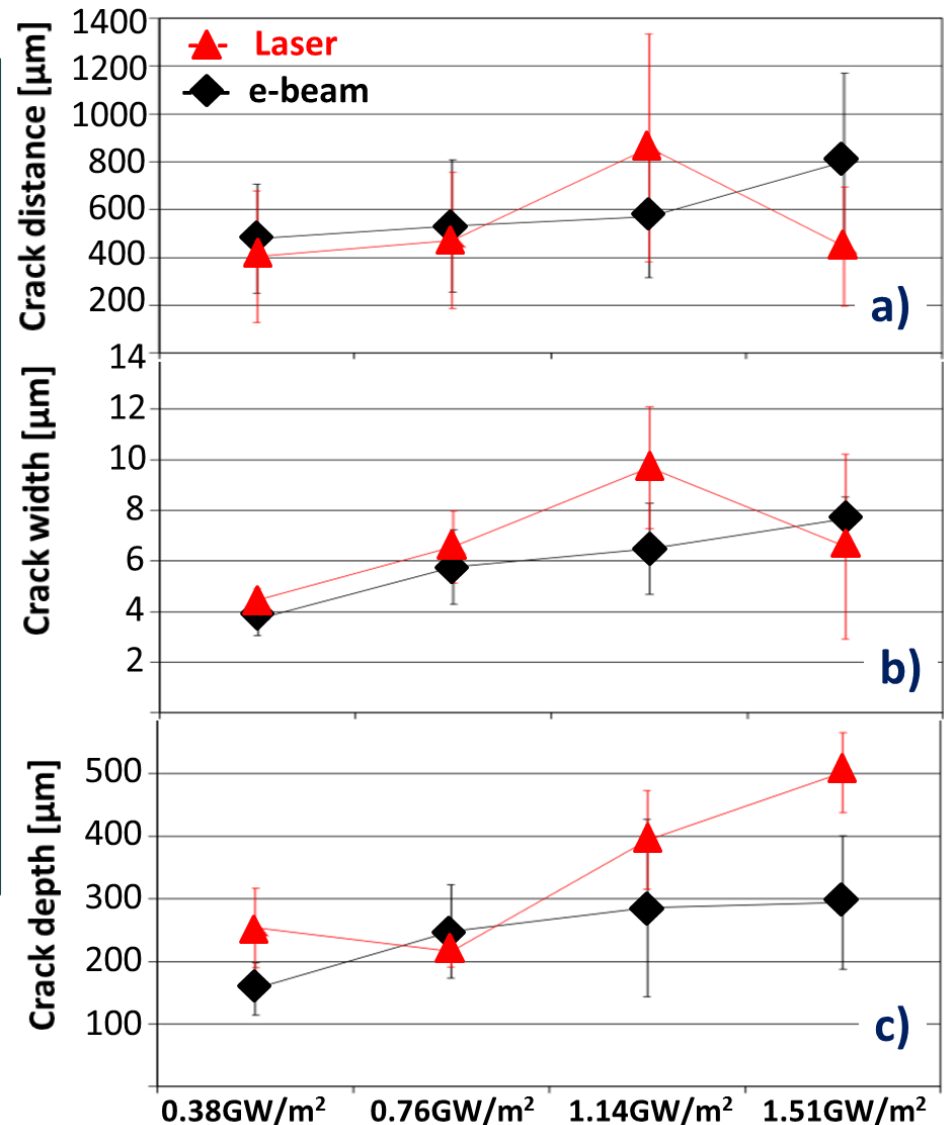 Crack distance [µm]
1400
1200
1000
800
600
400
200
Laser
e-beam
a)
Crack width [µm]
14
12
10
8
6
4
2
b)
Crack depth [µm]
500
400
300
200
100
c)
0.38GW/m² 0.76GW/m² 1.14GW/m² 1.51GW/m²